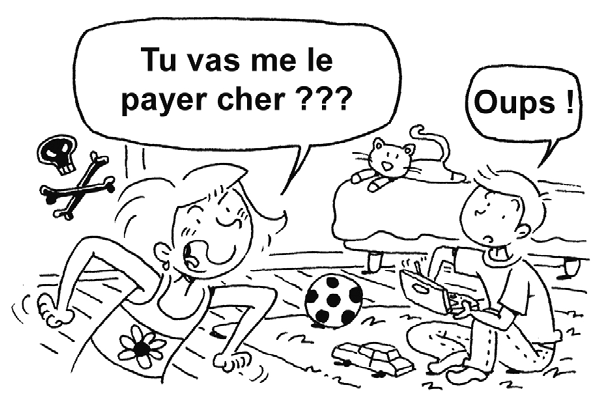 Tu vas me le
payer cher ???
Oups !